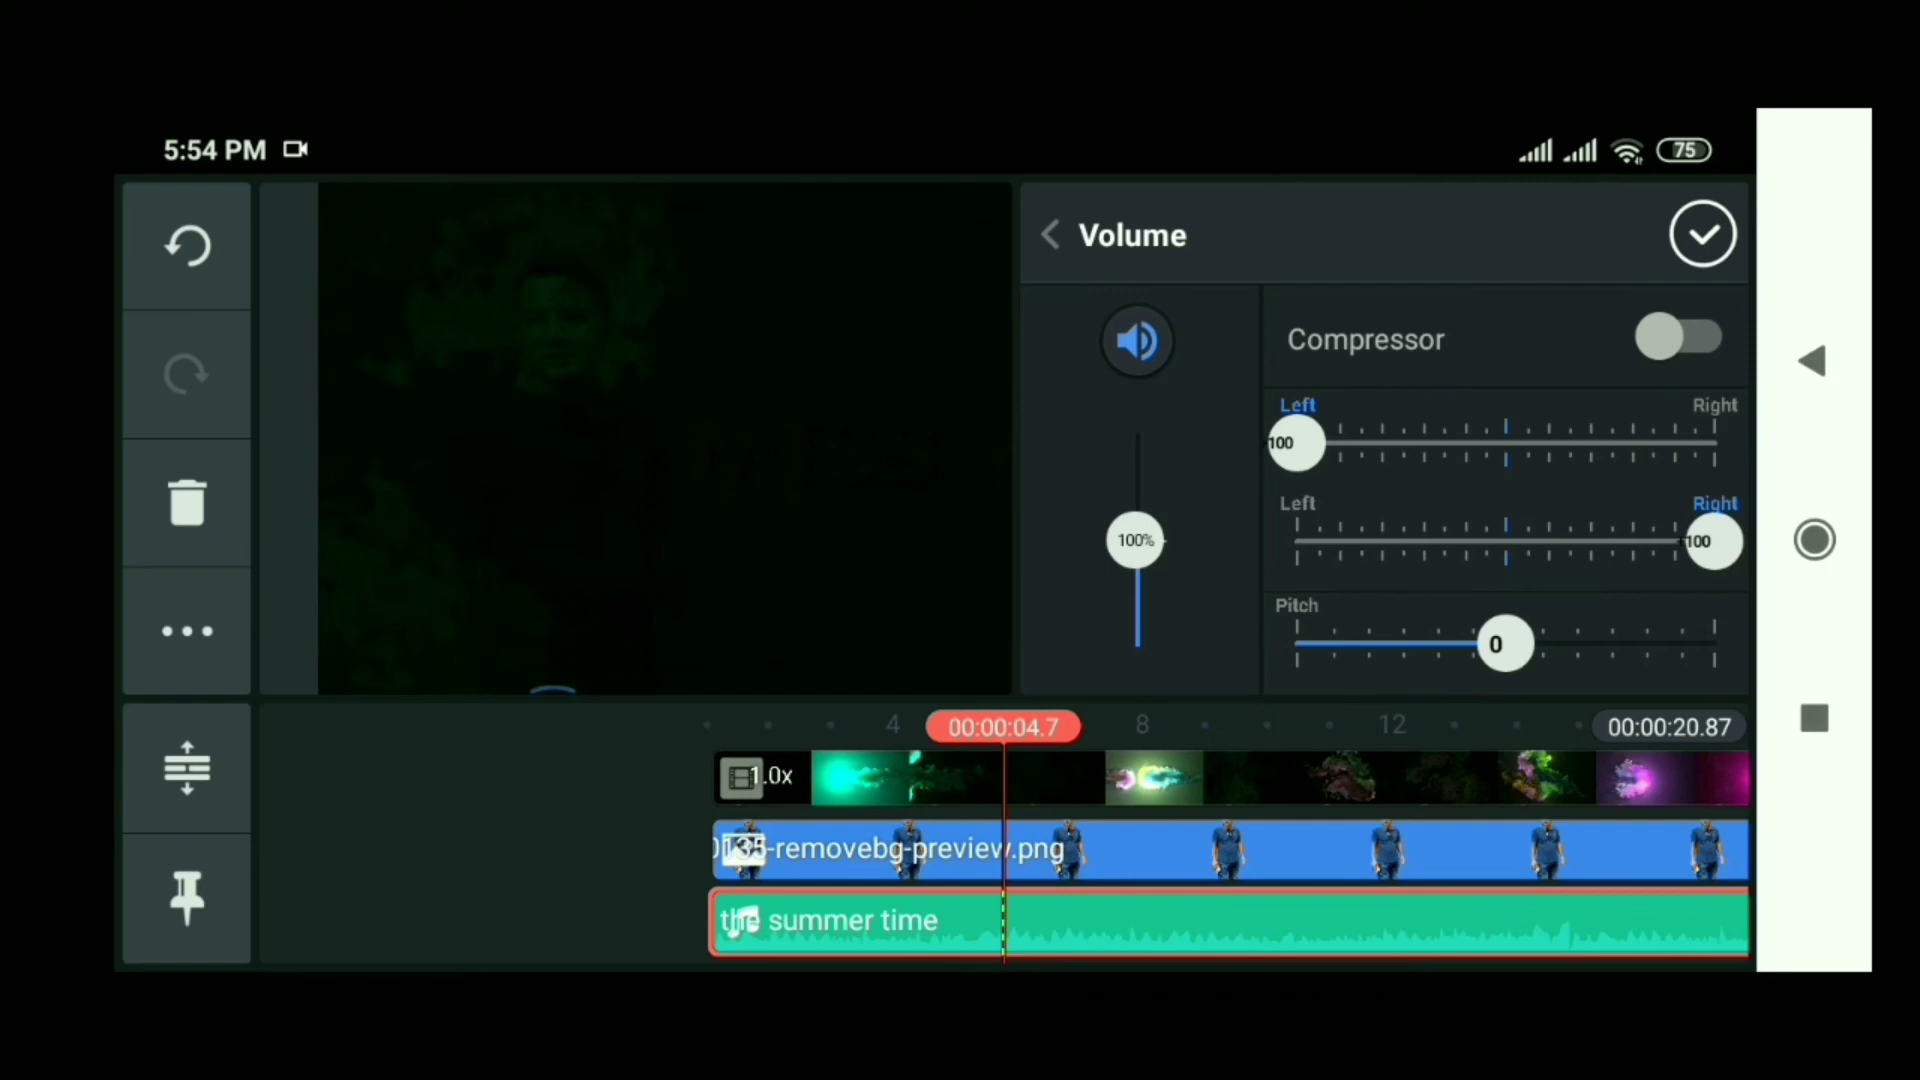 5:54 PM
75
Volume
Compressor
Left Right
-100
Left Right
+100
100%
Pitch
0
4 00:00:04.7 8 12 00:00:20.87
1.0x
0135-removebg-preview.png
the summer time